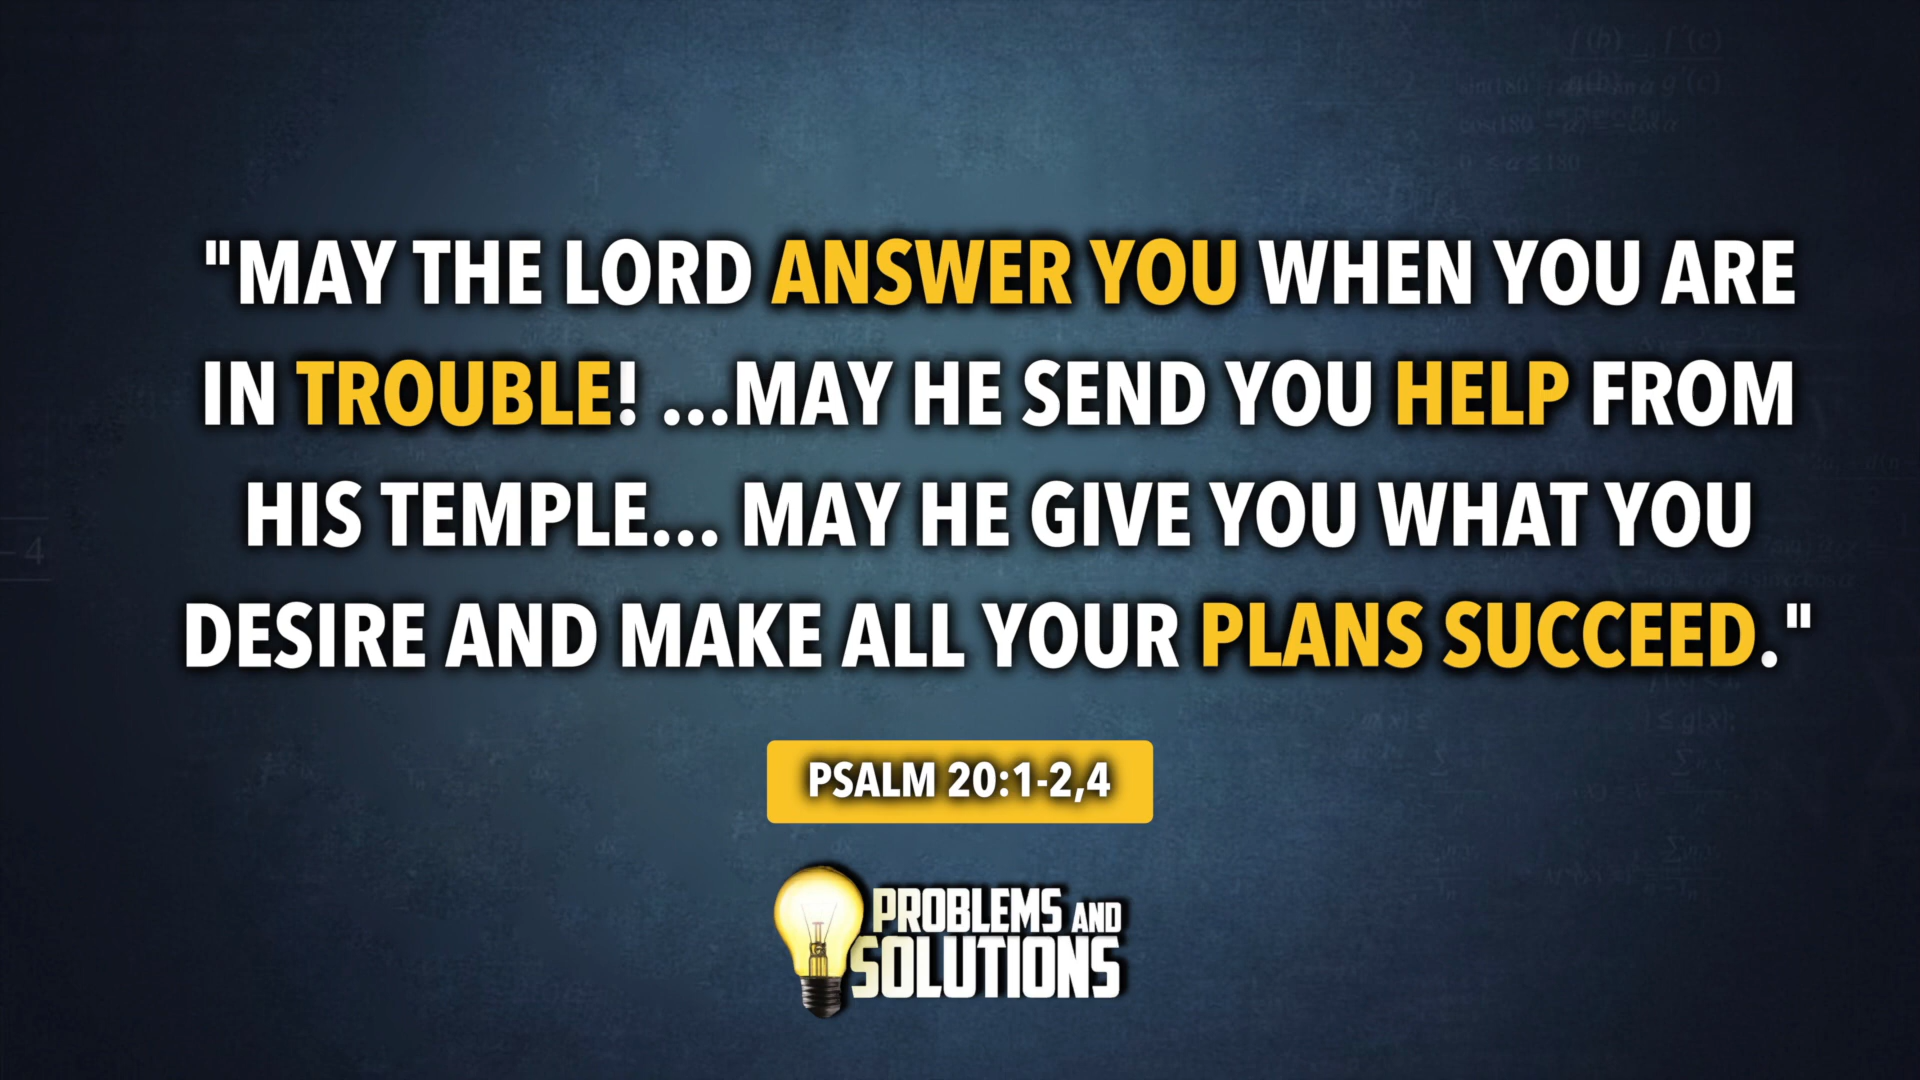 "MAY THE LORD ANSWER YOU WHEN YOU ARE
IN TROUBLE! ...MAY HE SEND YOU HELP FROM
HIS TEMPLE... MAY HE GIVE YOU WHAT YOU
DESIRE AND MAKE ALL YOUR PLANS SUCCEED."
PSALM 20:1-2,4
PROBLEMS AND
SOLUTIONS